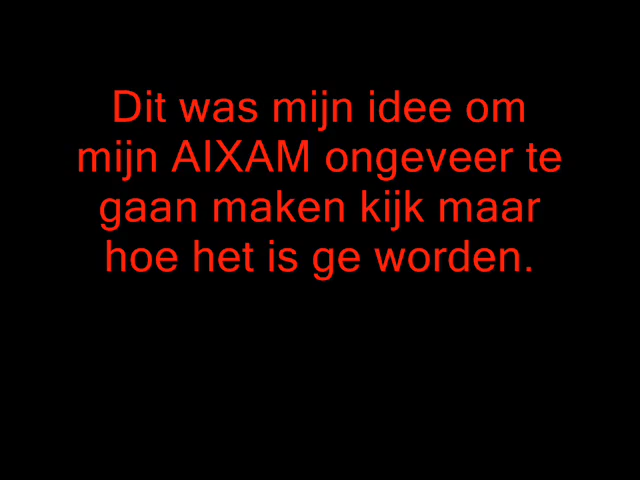 Dit was mijn idee om
mijn AIXAM ongeveer te
gaan maken kijk maar
hoe het is ge worden.